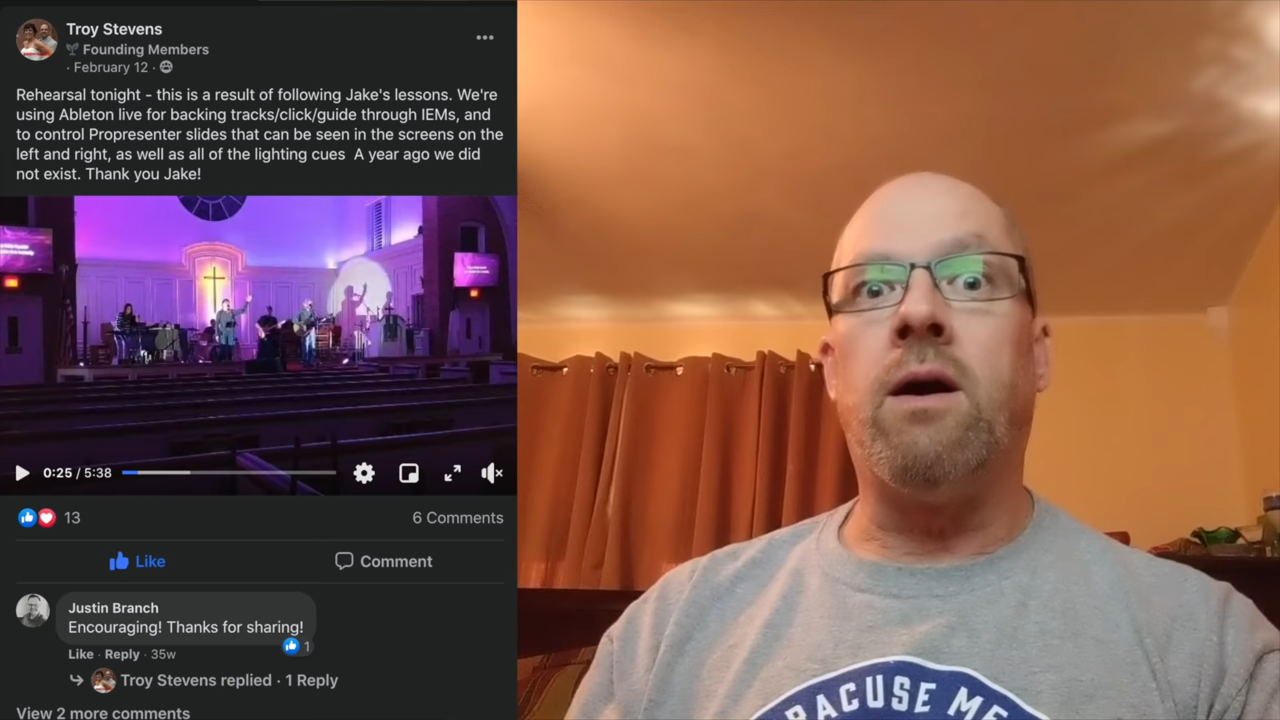 Troy Stevens
Founding Members
· February 12 ·
Rehearsal tonight - this is a result of following Jake's lessons. We're
using Ableton live for backing tracks/click/guide through IEMs, and
to control Propresenter slides that can be seen in the screens on the
left and right, as well as all of the lighting cues  A year ago we did
not exist. Thank you Jake!
0:25 / 5:38
13
6 Comments
Like
Comment
Justin Branch
Encouraging! Thanks for sharing!
1
Like · Reply · 35w
Troy Stevens replied · 1 Reply
View 2 more comments